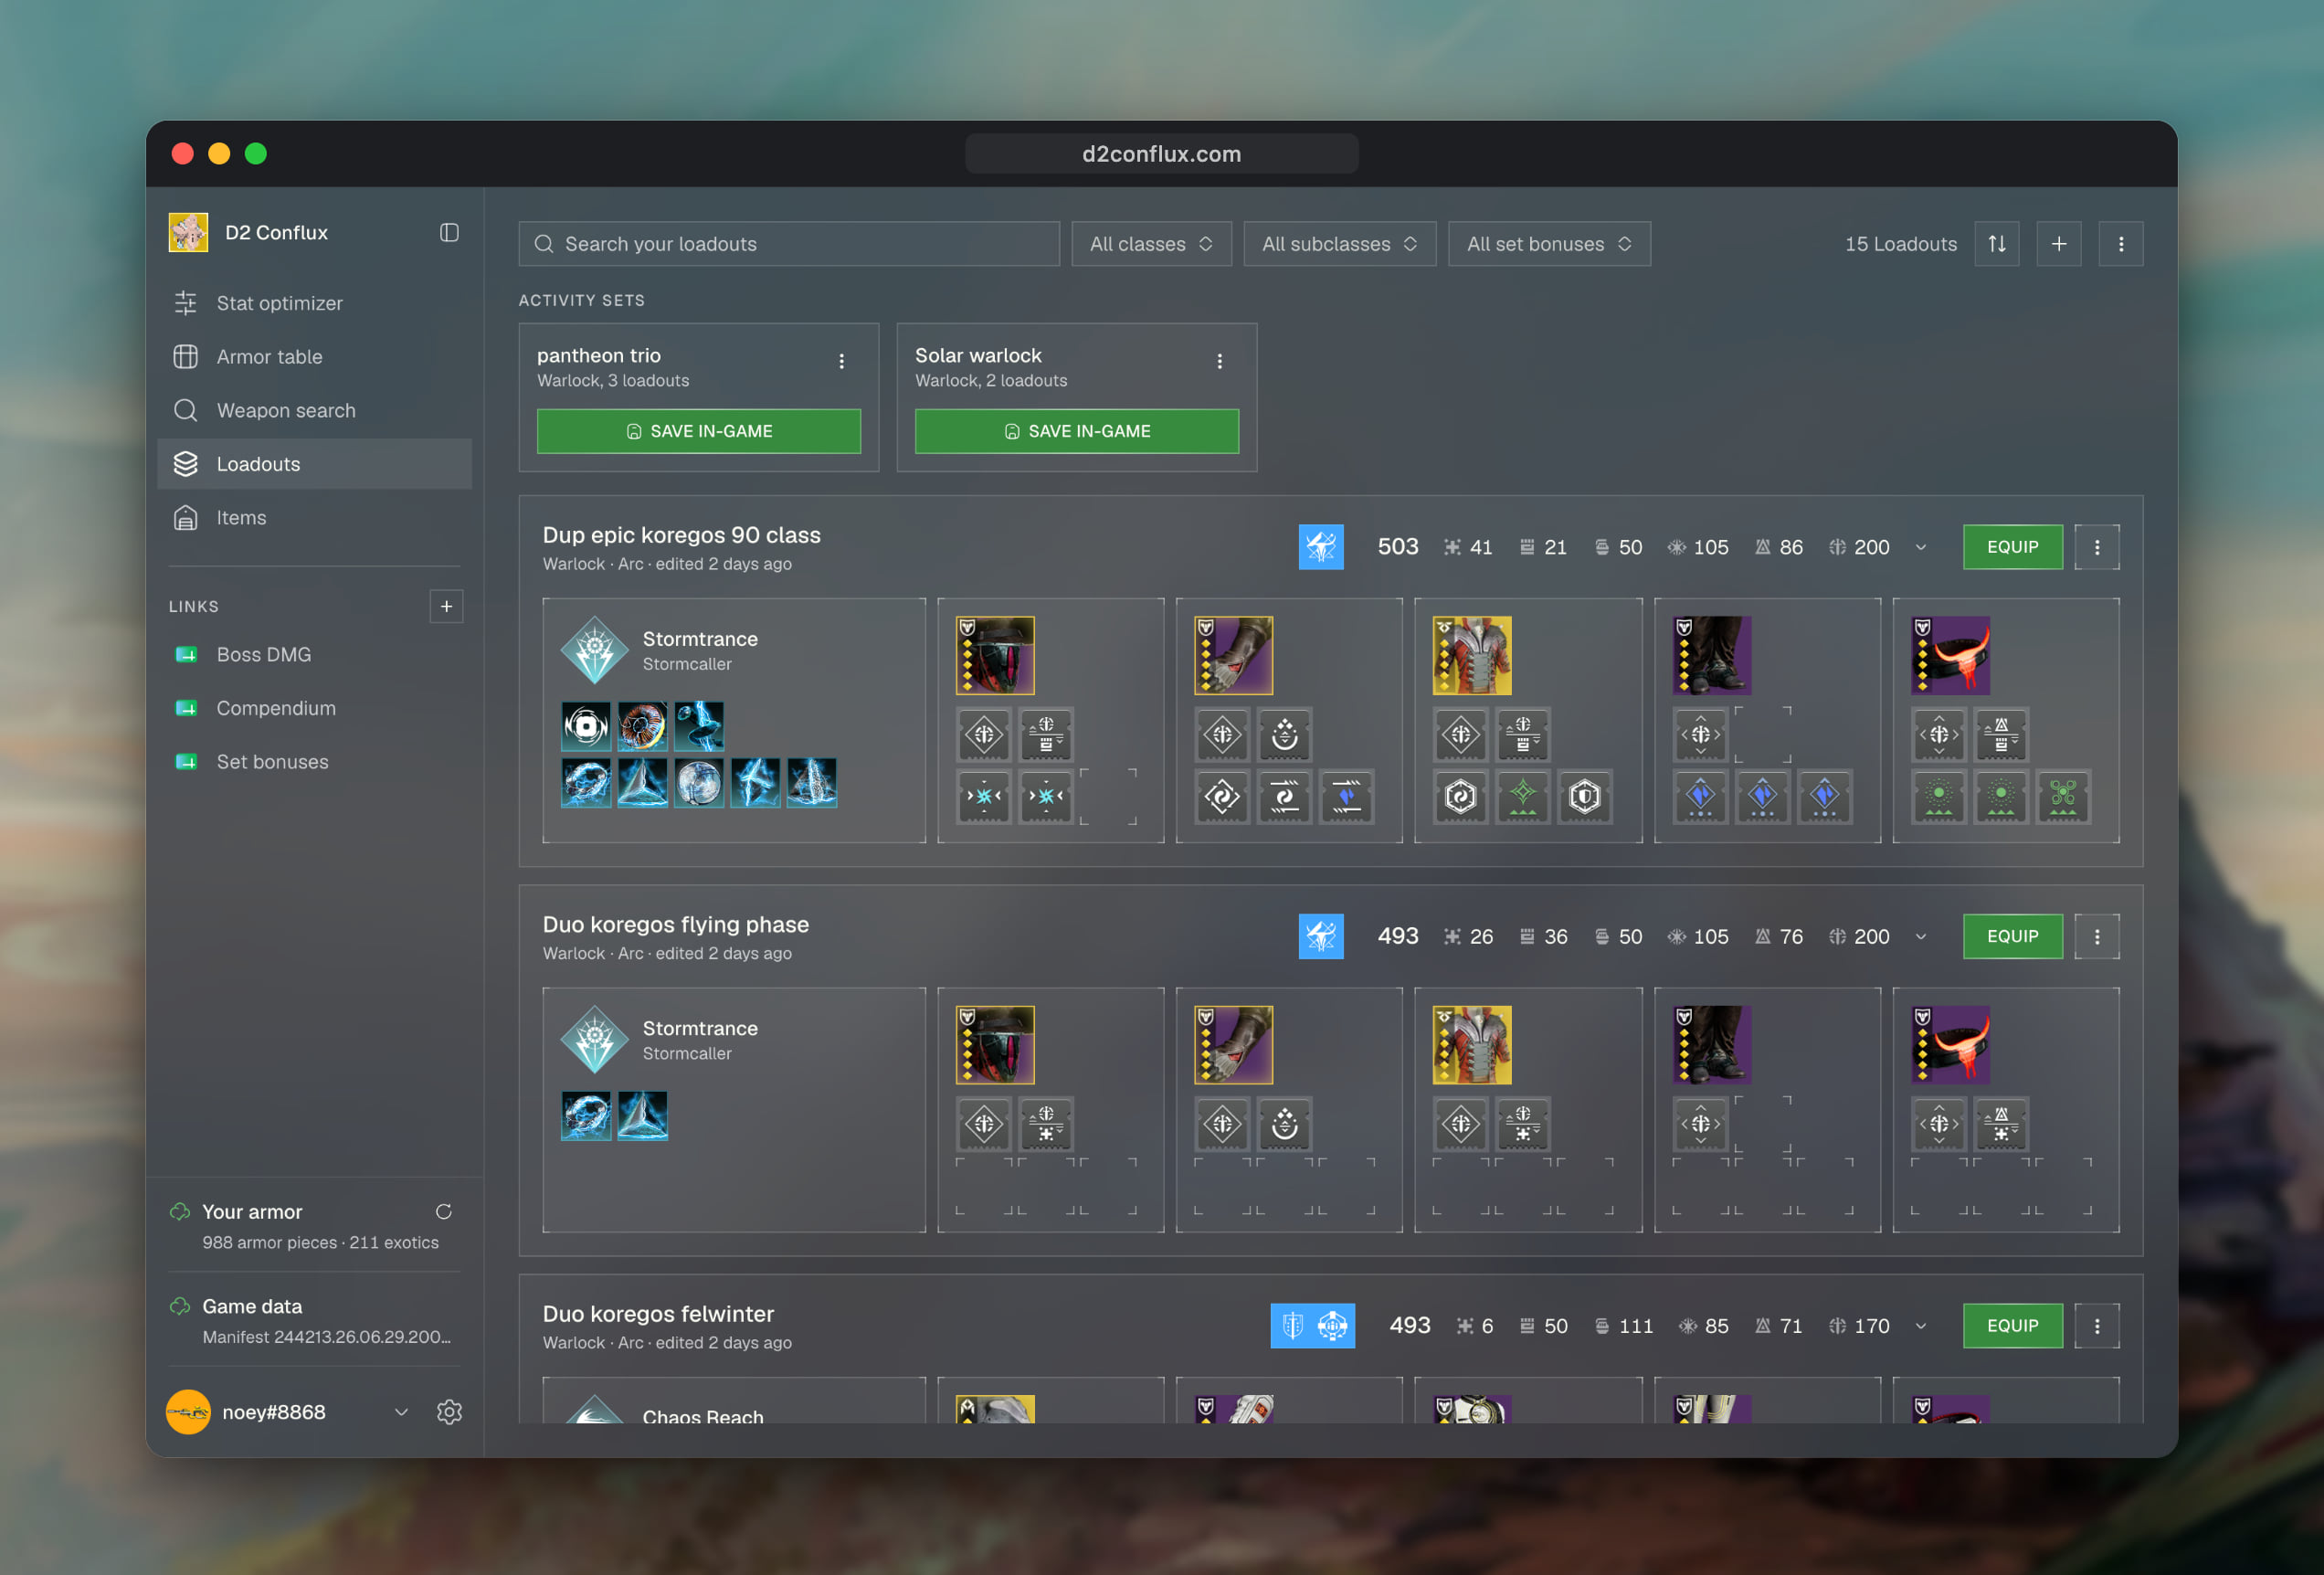 d2conflux.com
D2 Conflux
Stat optimizer
Armor table
Weapon search
Loadouts
Items
LINKS
Boss DMG
Compendium
Set bonuses
Your armor
988 armor pieces · 211 exotics
Game data
Manifest 244213.26.06.29.200...
noey#8868
Search your loadouts
All classes
All subclasses
All set bonuses
15 Loadouts
ACTIVITY SETS
pantheon trio
Warlock, 3 loadouts
SAVE IN-GAME
Solar warlock
Warlock, 2 loadouts
SAVE IN-GAME
Dup epic koregos 90 class
Warlock · Arc · edited 2 days ago
503 41 21 50 105 86 200
EQUIP
Stormtrance
Stormcaller
Duo koregos flying phase
Warlock · Arc · edited 2 days ago
493 26 36 50 105 76 200
EQUIP
Stormtrance
Stormcaller
Duo koregos felwinter
Warlock · Arc · edited 2 days ago
493 6 50 111 85 71 170
EQUIP
Chaos Reach